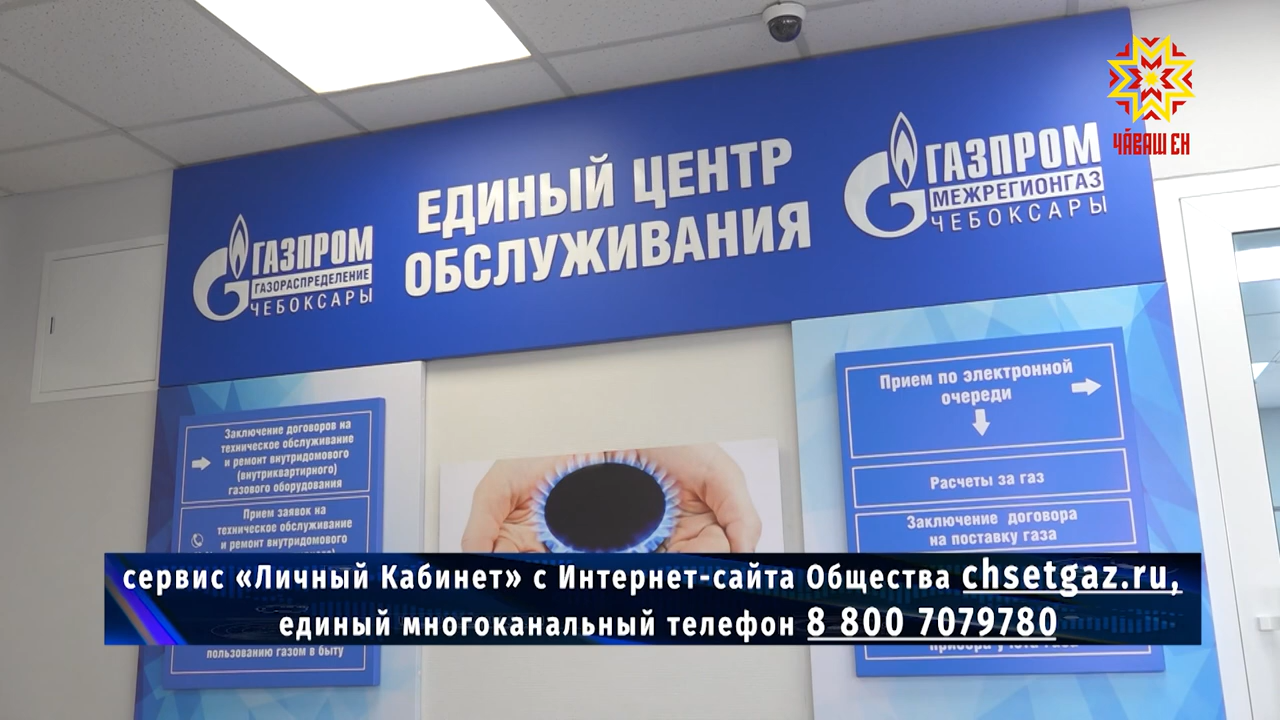 ЧӐВАШ ЕН
ЕДИНЫЙ ЦЕНТР
ОБСЛУЖИВАНИЯ
ГАЗПРОМ
ГАЗОРАСПРЕДЕЛЕНИЕ
ЧЕБОКСАРЫ
ГАЗПРОМ
МЕЖРЕГИОНГАЗ
ЧЕБОКСАРЫ
Заключение договоров на
техническое обслуживание
и ремонт внутридомового
(внутриквартирного)
газового оборудования
Прием заявок на
техническое обслуживание
и ремонт внутридомового
пользованию газом в быту
Прием по электронной
очереди
Расчеты за газ
Заключение договора
на поставку газа
сервис «Личный Кабинет» с Интернет-сайта Общества chsetgaz.ru,
единый многоканальный телефон 8 800 7079780